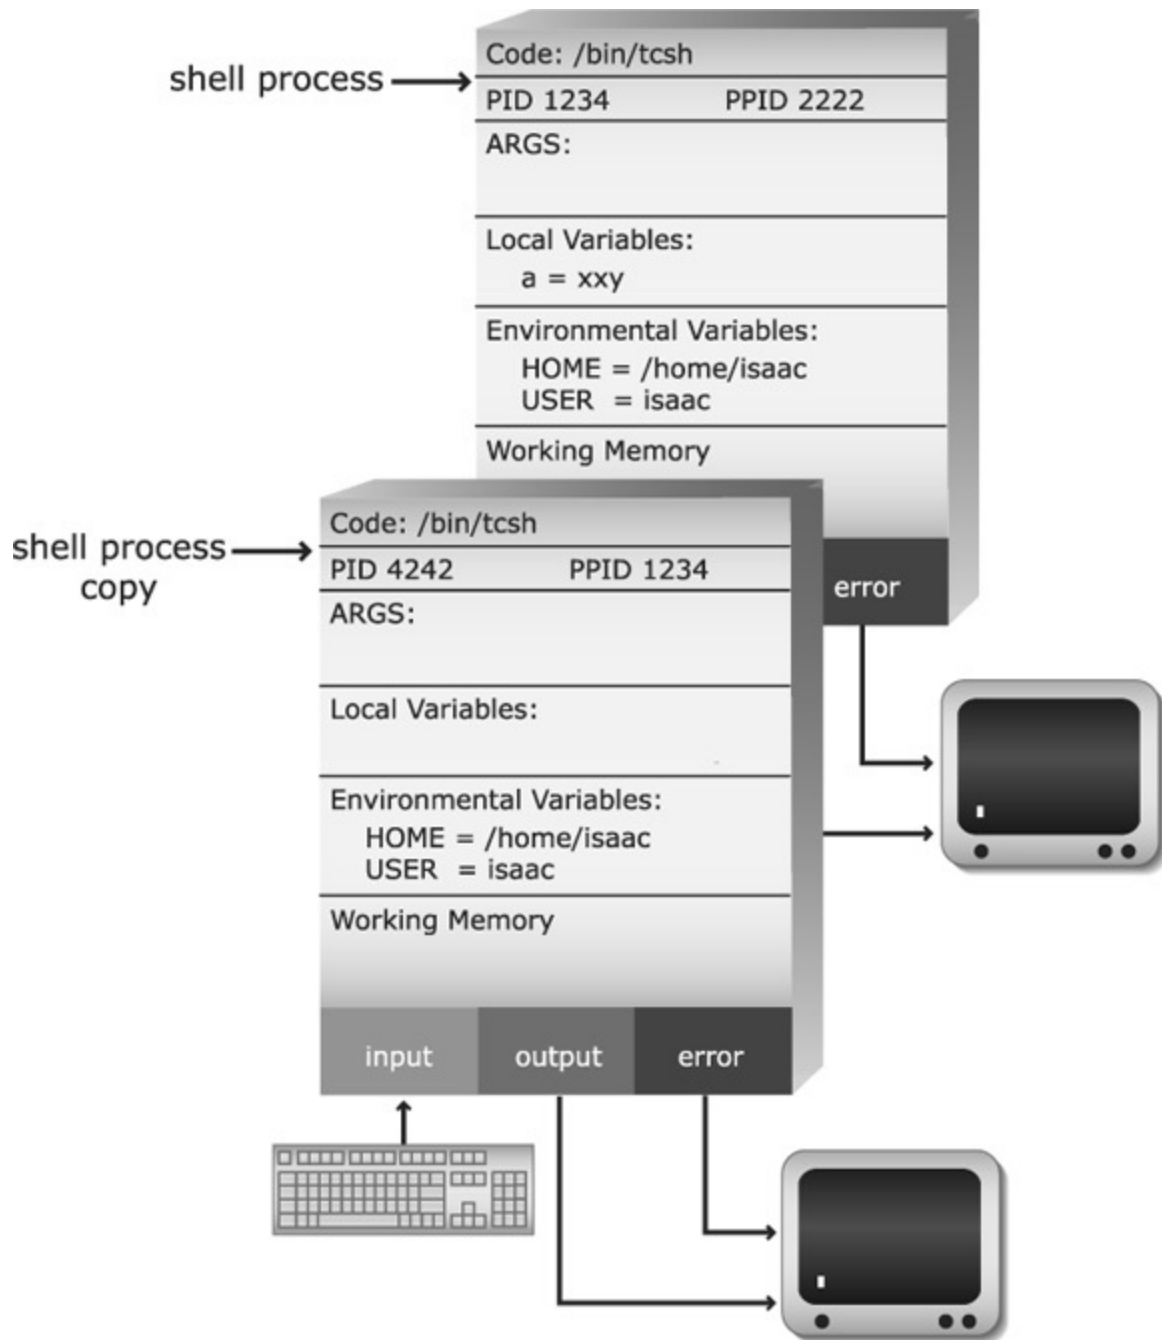 Code: /bin/tcsh
shell process
PID 1234 PPID 2222
ARGS:
Local Variables:
a = xxy
Environmental Variables:
HOME = /home/isaac
USER = isaac
Working Memory
error
Code: /bin/tcsh
shell process
copy
PID 4242 PPID 1234
ARGS:
Local Variables:
Environmental Variables:
HOME = /home/isaac
USER = isaac
Working Memory
input output error